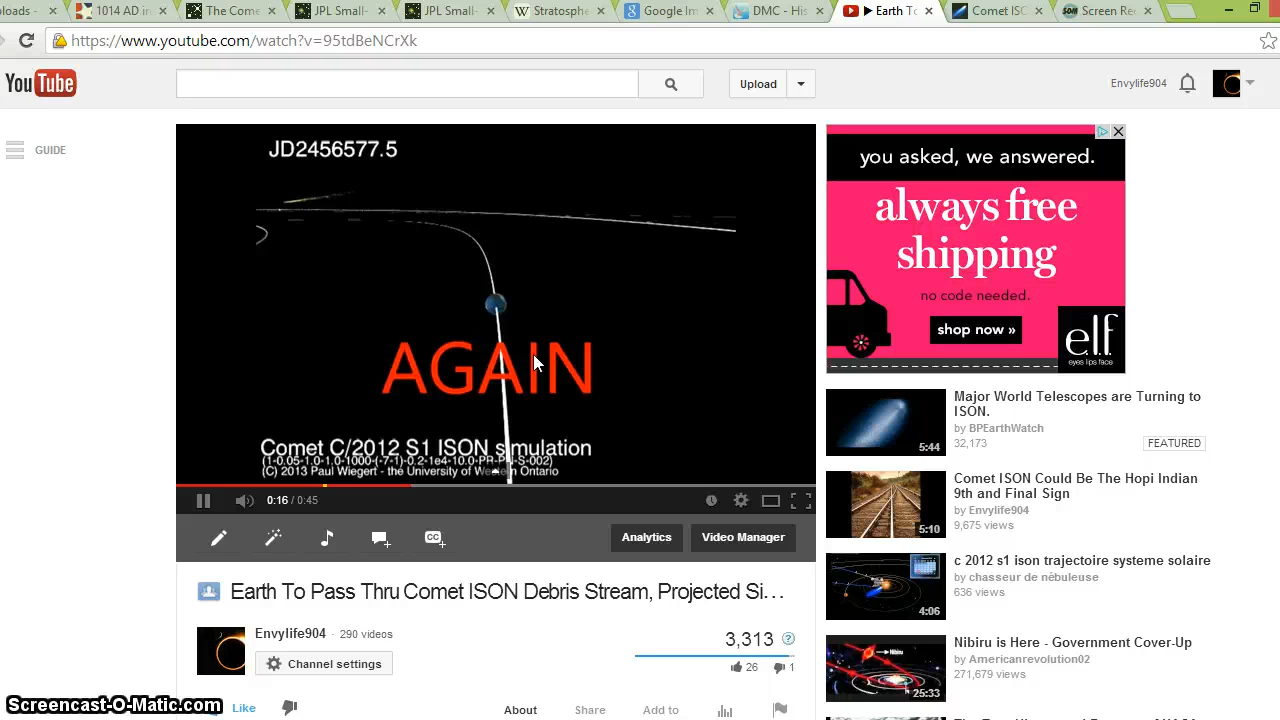 ploads -
1014 AD in
The Come
JPL Small-
JPL Small-
Stratosphe
Google Im
DMC - His
▶ Earth To
Comet ISO
Screen Re
https://www.youtube.com/watch?v=95tdBeNCrXk
YouTube
Upload
Envylife904
GUIDE
JD2456577.5
AGAIN
Comet C/2012 S1 ISON simulation
(C) 2013 Paul Wiegert - the University of Western Ontario
0:16 / 0:45
CC
Analytics
Video Manager
Earth To Pass Thru Comet ISON Debris Stream, Projected Si...
Envylife904 · 290 videos
Channel settings
3,313
26
1
Like
About
Share
Add to
Screencast-O-Matic.com
you asked, we answered.
always free
shipping
no code needed.
shop now »
e.l.f.
eyes lips face
Major World Telescopes are Turning to
ISON.
by BPEarthWatch
32,173
FEATURED
5:44
Comet ISON Could Be The Hopi Indian
9th and Final Sign
by Envylife904
9,675 views
5:10
c 2012 s1 ison trajectoire systeme solaire
by chasseur de nébuleuse
636 views
4:06
Nibiru is Here - Government Cover-Up
by Americanrevolution02
271,679 views
Nibiru
25:33